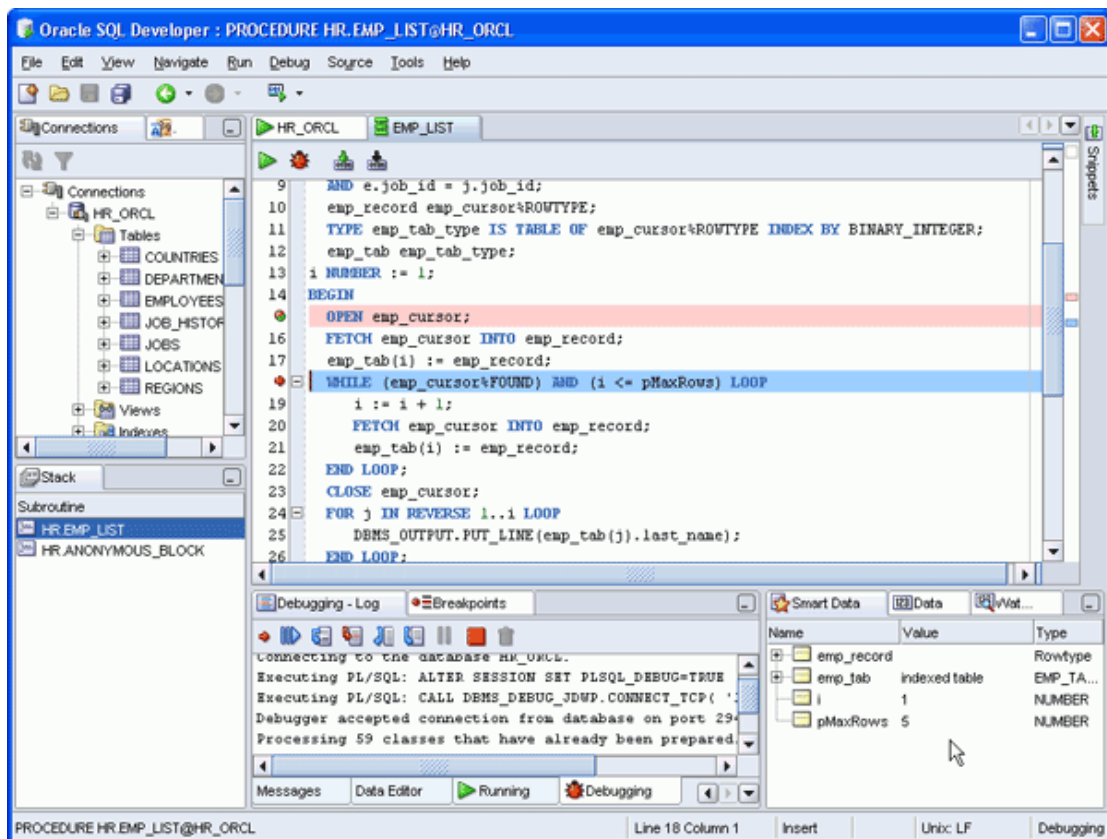 Oracle SQL Developer : PROCEDURE HR.EMP_LIST@HR_ORCL
File Edit View Navigate Run Debug Source Tools Help
Connections
HR_ORCL EMP_LIST
Snippets
Connections
HR_ORCL
Tables
COUNTRIES
DEPARTMEN
EMPLOYEES
JOB_HISTOR
JOBS
LOCATIONS
REGIONS
Views
Indexes
9 AND e.job_id = j.job_id;
10 emp_record emp_cursor%ROWTYPE;
11 TYPE emp_tab_type IS TABLE OF emp_cursor%ROWTYPE INDEX BY BINARY_INTEGER;
12 emp_tab emp_tab_type;
13 i NUMBER := 1;
14 BEGIN
OPEN emp_cursor;
16 FETCH emp_cursor INTO emp_record;
17 emp_tab(i) := emp_record;
WHILE (emp_cursor%FOUND) AND (i <= pMaxRows) LOOP
19 i := i + 1;
20 FETCH emp_cursor INTO emp_record;
21 emp_tab(i) := emp_record;
22 END LOOP;
23 CLOSE emp_cursor;
24 FOR j IN REVERSE 1..i LOOP
25 DBMS_OUTPUT.PUT_LINE(emp_tab(j).last_name);
26 END LOOP;
Stack
Subroutine
HR.EMP_LIST
HR.ANONYMOUS_BLOCK
Debugging - Log Breakpoints
Connecting to the database HR_ORCL.
Executing PL/SQL: ALTER SESSION SET PLSQL_DEBUG=TRUE
Executing PL/SQL: CALL DBMS_DEBUG_JDWP.CONNECT_TCP( '
Debugger accepted connection from database on port 294
Processing 59 classes that have already been prepared.
Messages Data Editor Running Debugging
Smart Data Data Wat...
Name Value Type
emp_record Rowtype
emp_tab indexed table EMP_TA...
i 1 NUMBER
pMaxRows 5 NUMBER
PROCEDURE HR.EMP_LIST@HR_ORCL Line 18 Column 1 Insert Unix: LF Debugging